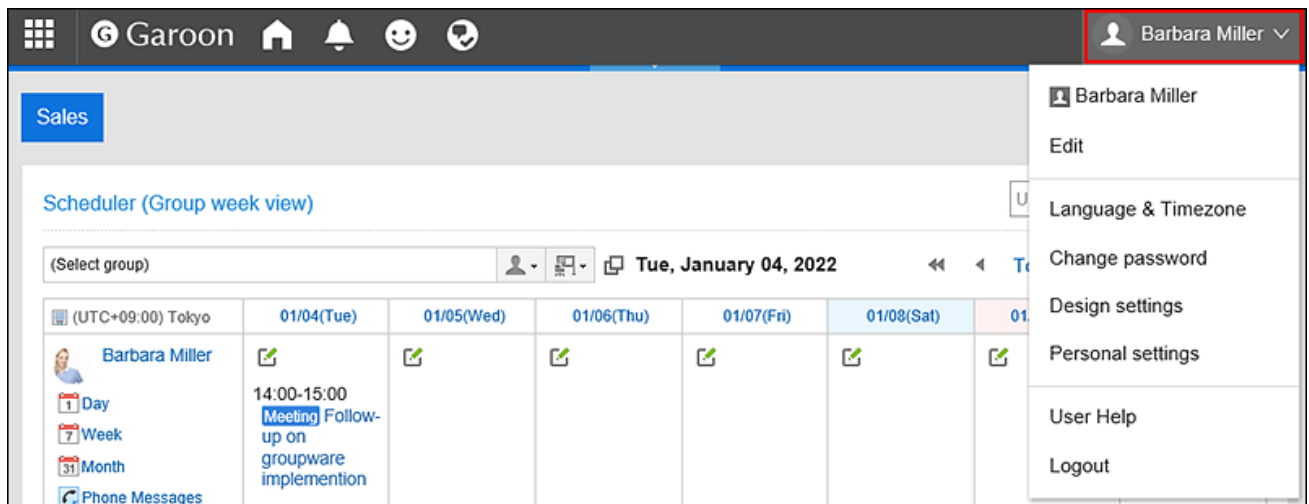 G Garoon
Barbara Miller
Barbara Miller
Edit
Language & Timezone
Change password
Design settings
Personal settings
User Help
Logout
Sales
Scheduler (Group week view)
(Select group)
Tue, January 04, 2022
(UTC+09:00) Tokyo
01/04(Tue)
01/05(Wed)
01/06(Thu)
01/07(Fri)
01/08(Sat)
Barbara Miller
1 Day
7 Week
31 Month
Phone Messages
14:00-15:00
Meeting Follow-
up on
groupware
implemention